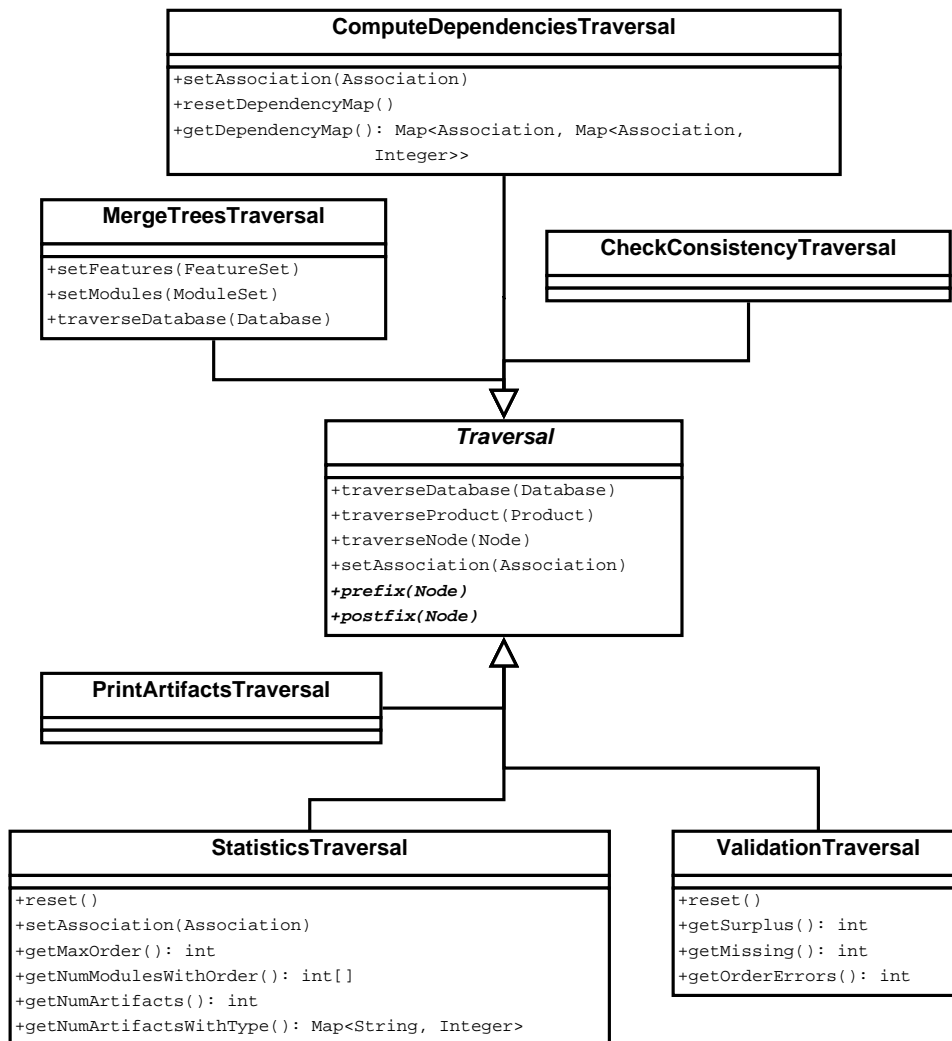 ComputeDependenciesTraversal
+setAssociation(Association)
+resetDependencyMap()
+getDependencyMap(): Map<Association, Map<Association,
Integer>>
MergeTreesTraversal
+setFeatures(FeatureSet)
+setModules(ModuleSet)
+traverseDatabase(Database)
CheckConsistencyTraversal
Traversal
+traverseDatabase(Database)
+traverseProduct(Product)
+traverseNode(Node)
+setAssociation(Association)
+prefix(Node)
+postfix(Node)
PrintArtifactsTraversal
StatisticsTraversal
+reset()
+setAssociation(Association)
+getMaxOrder(): int
+getNumModulesWithOrder(): int[]
+getNumArtifacts(): int
+getNumArtifactsWithType(): Map<String, Integer>
ValidationTraversal
+reset()
+getSurplus(): int
+getMissing(): int
+getOrderErrors(): int